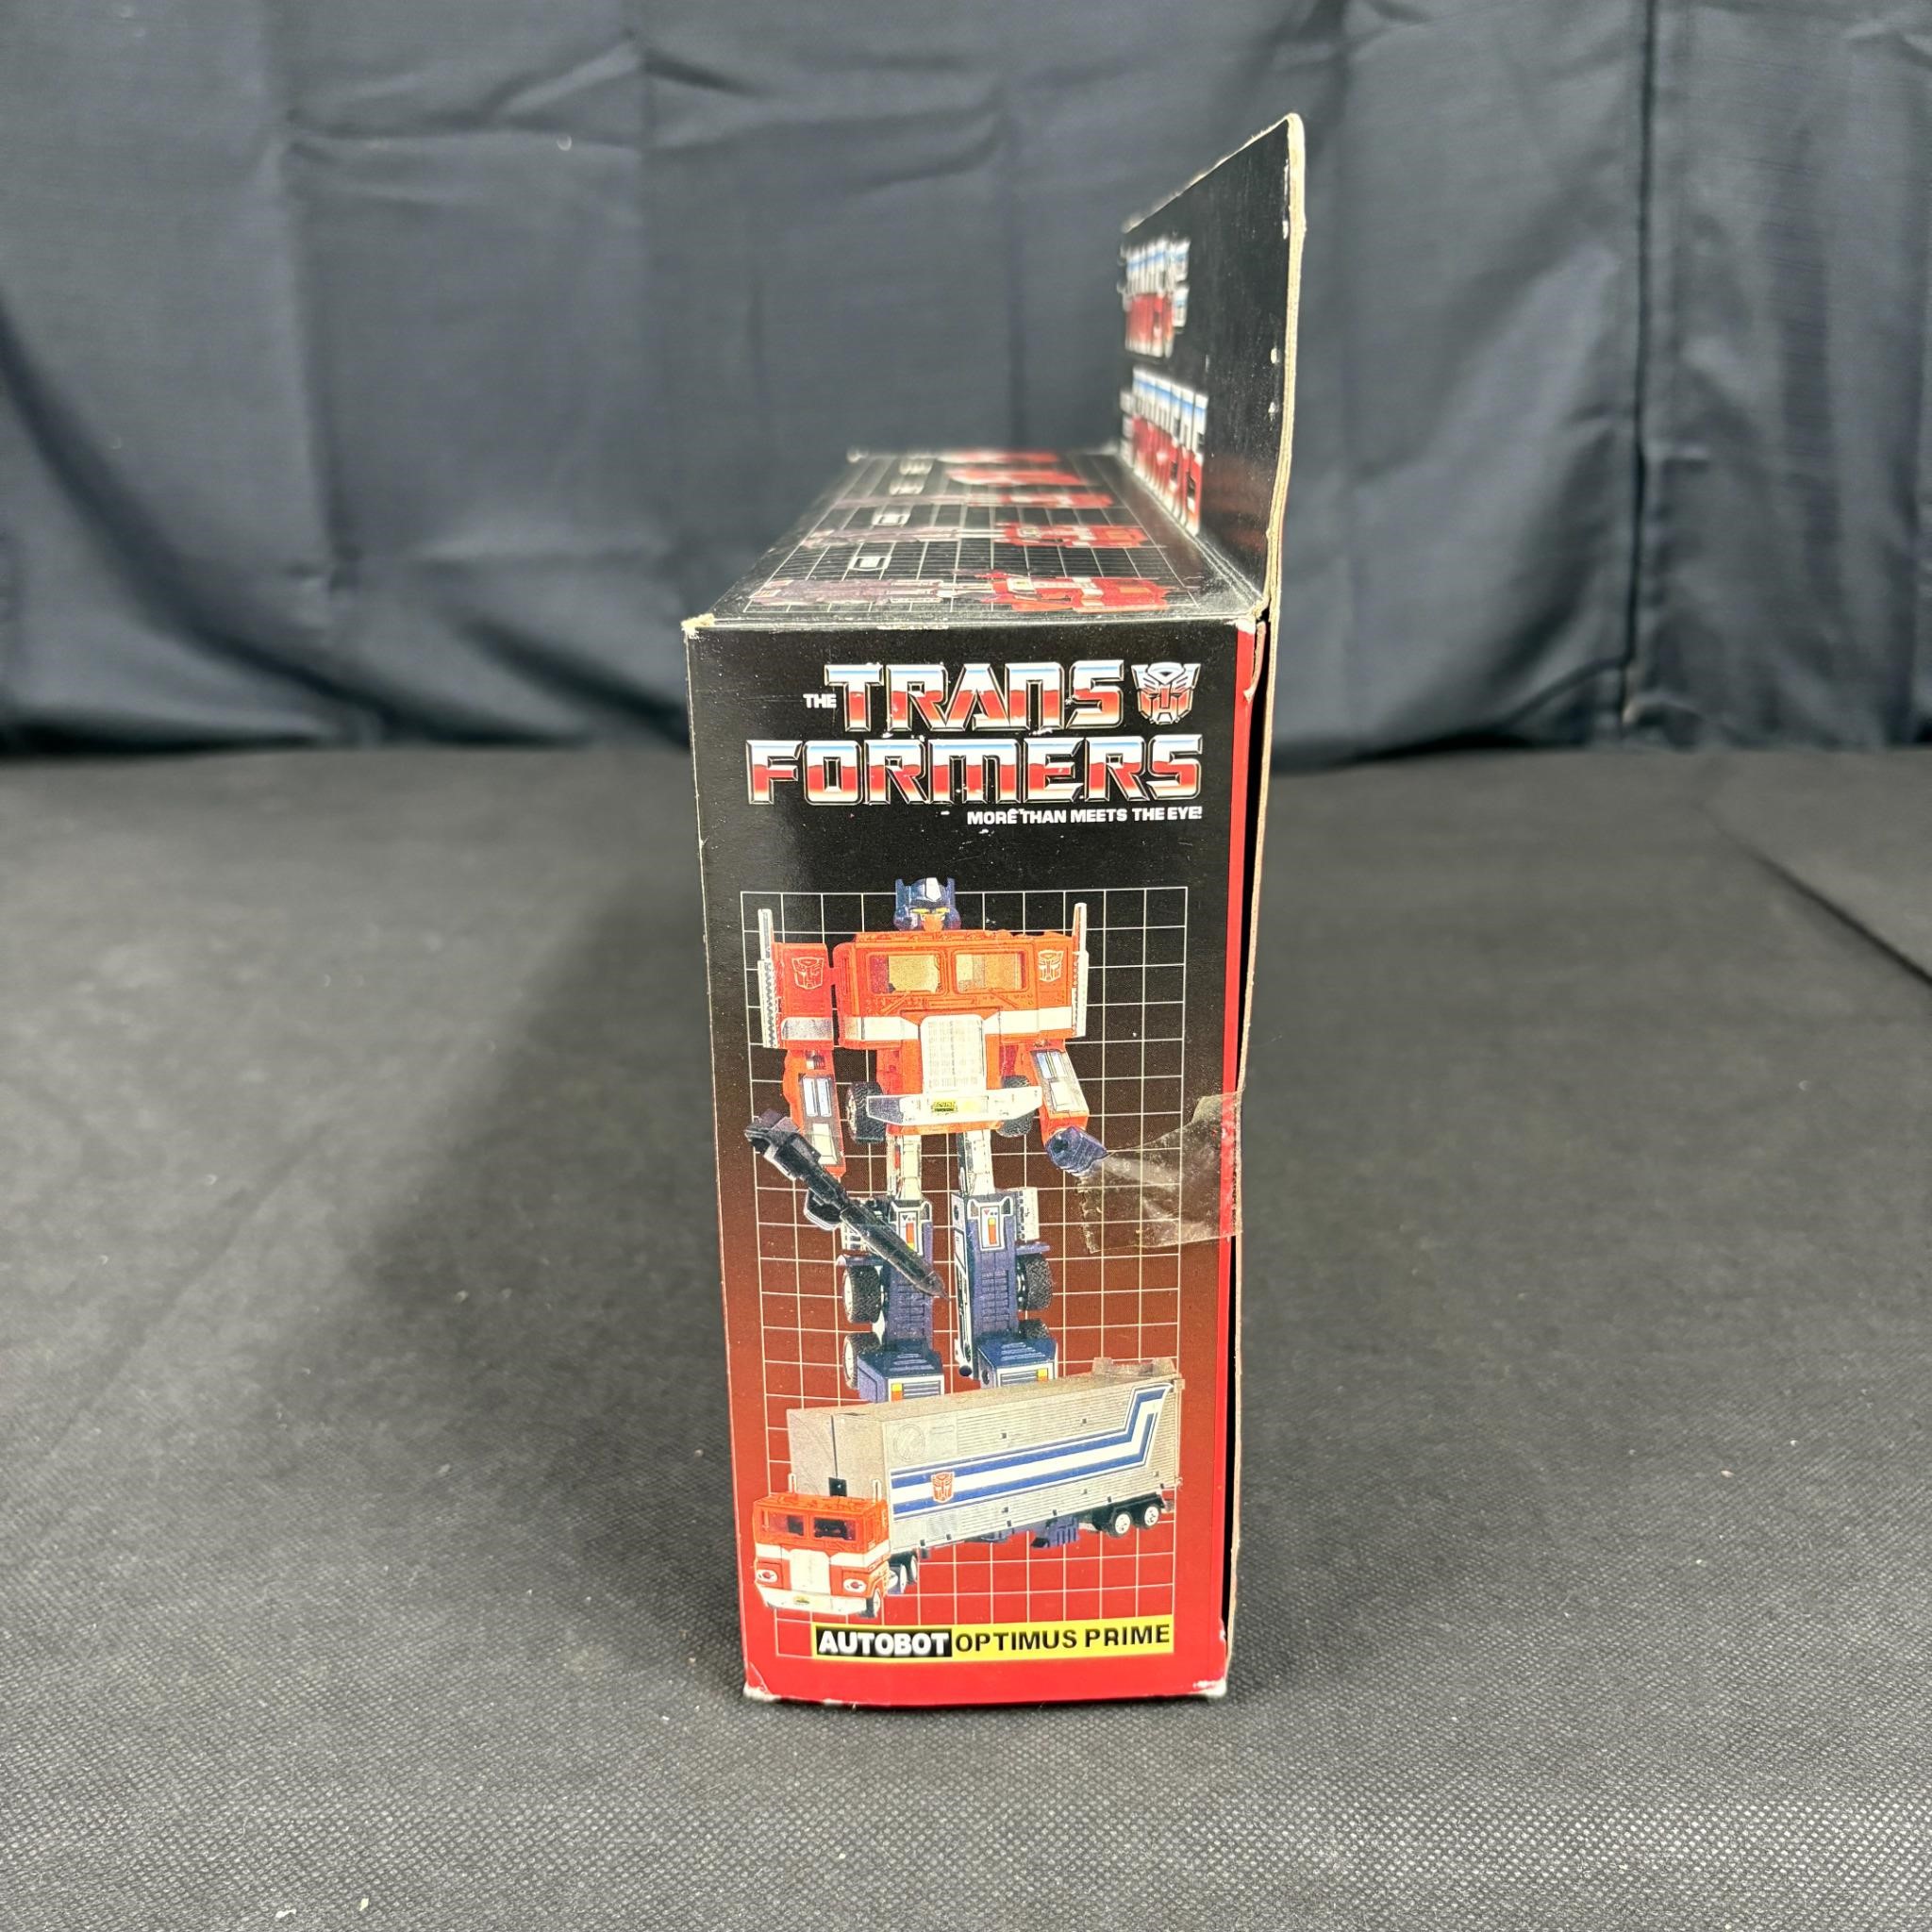 THE TRANS
FORMERS
MORE THAN MEETS THE EYE!
AUTOBOT OPTIMUS PRIME